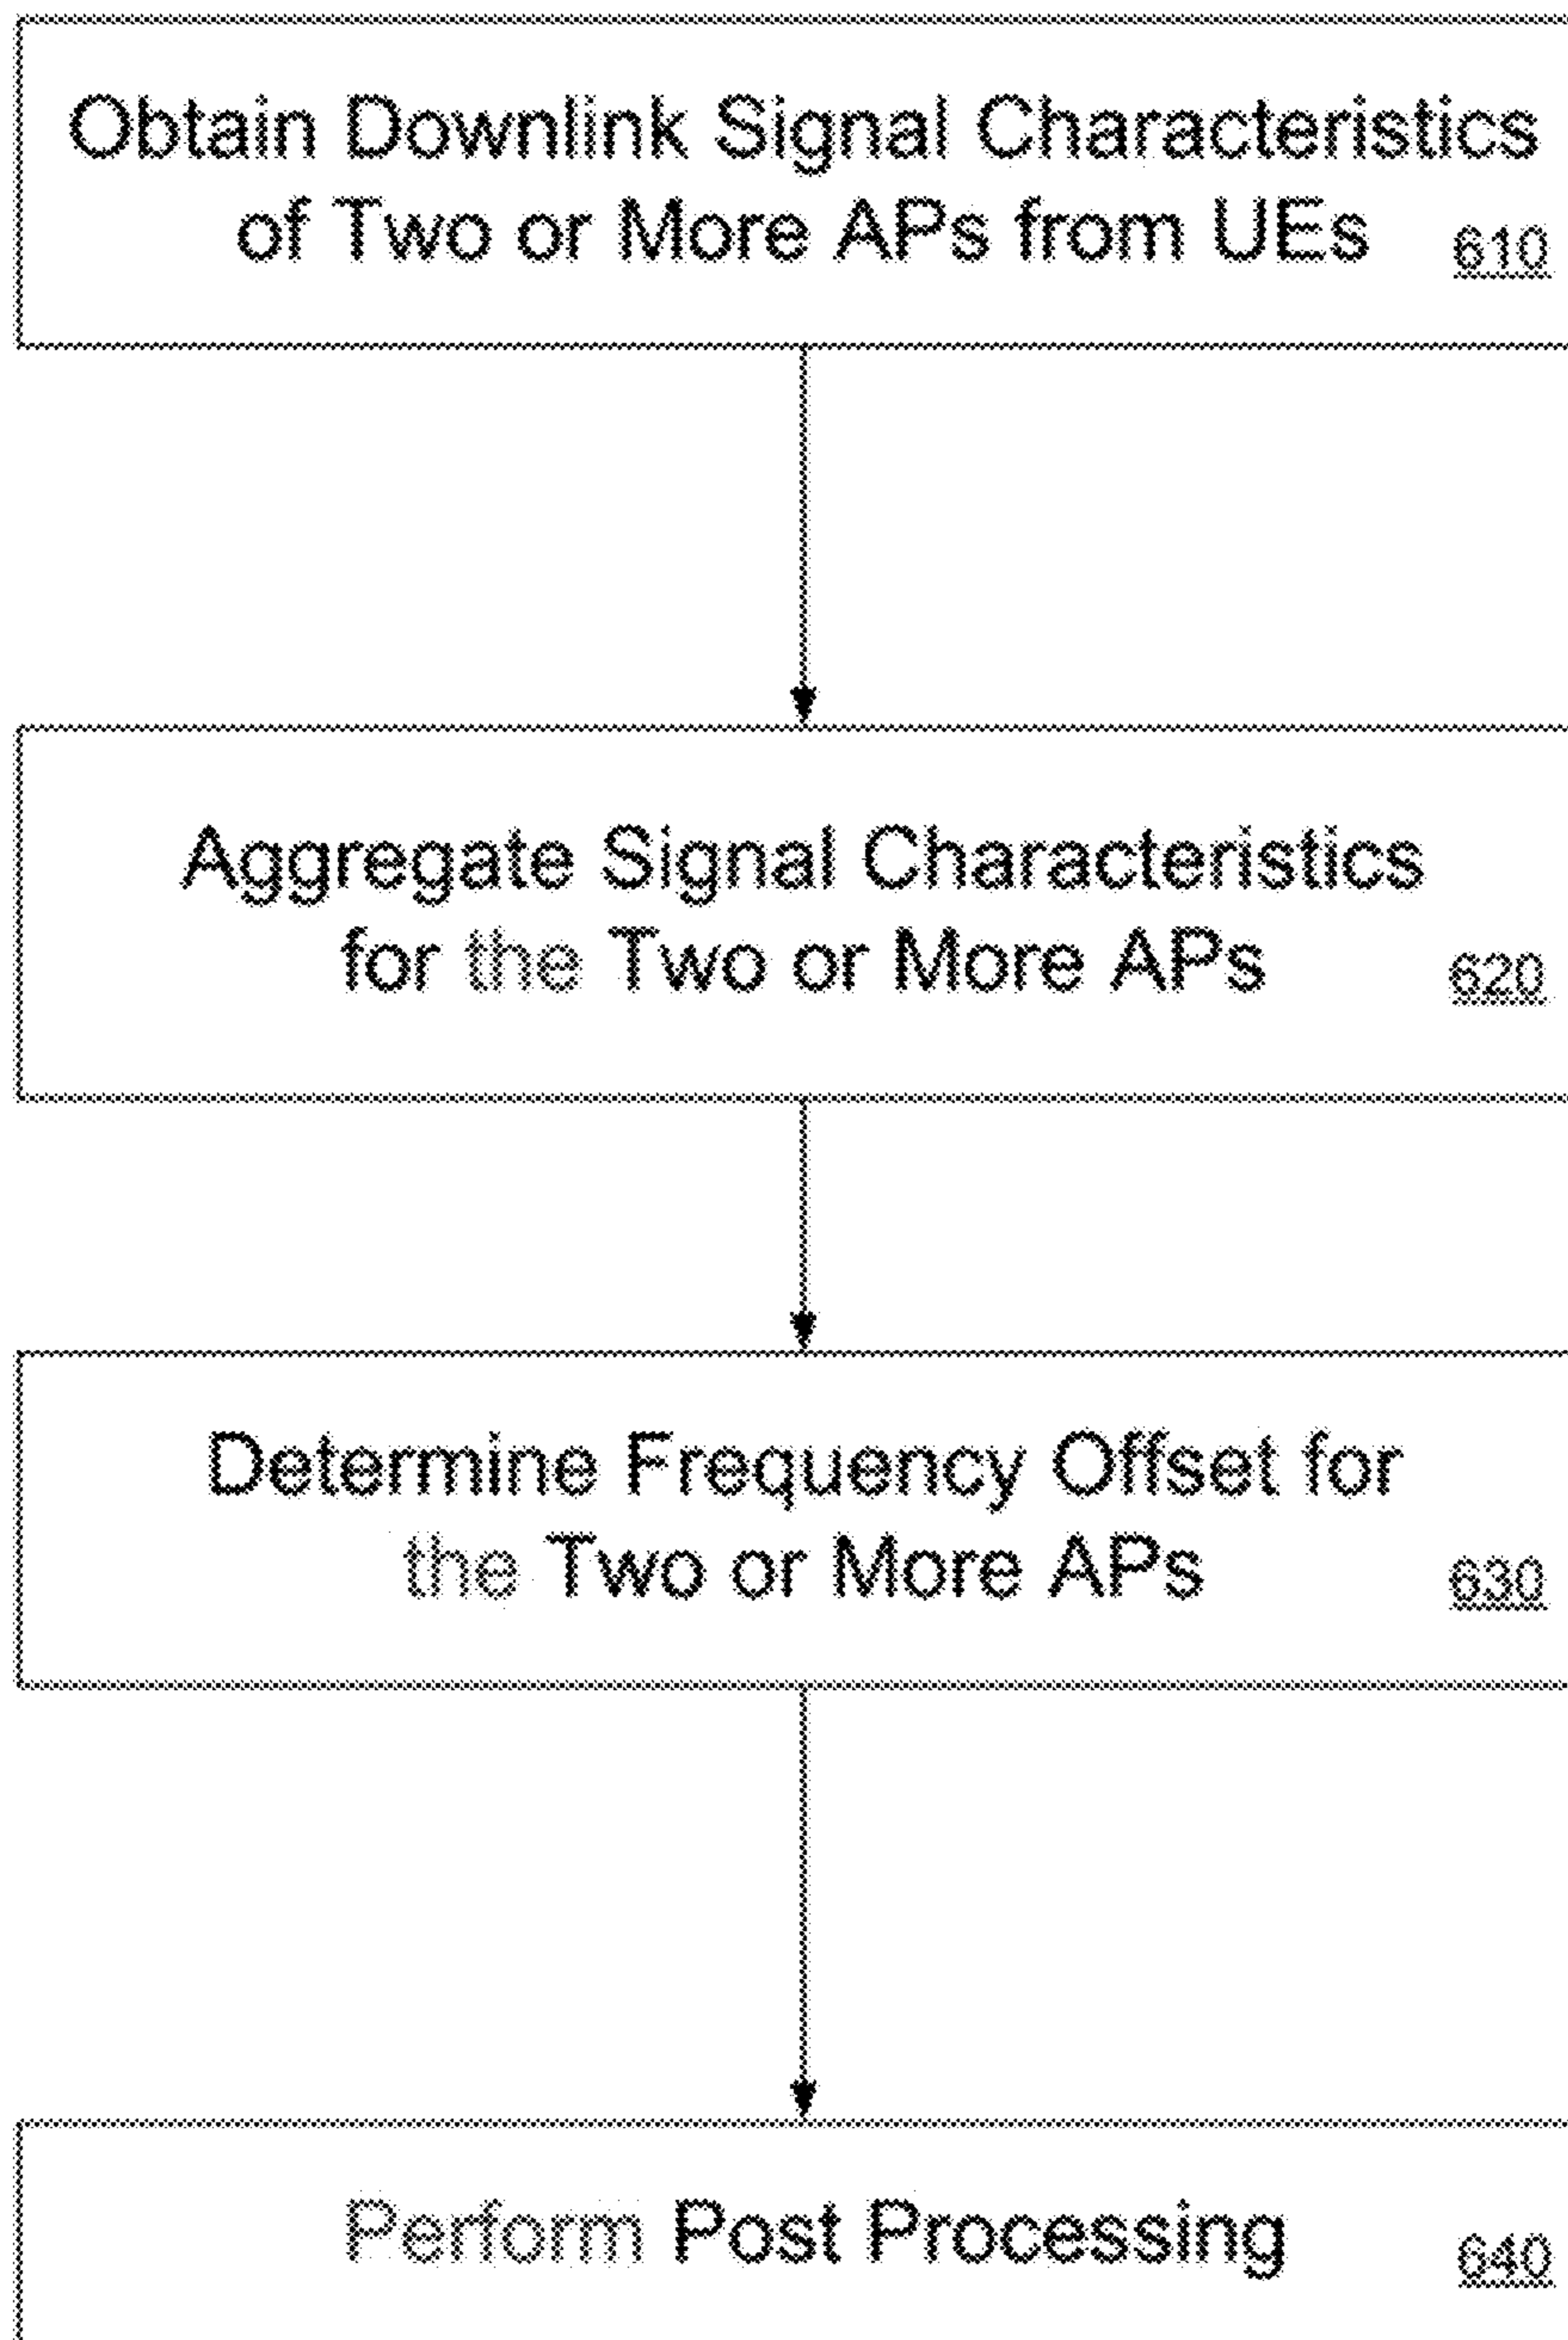 Obtain Downlink Signal Characteristics
of Two or More APs from UEs
610
Aggregate Signal Characteristics
for the Two or More APs
620
Determine Frequency Offset for
the Two or More APs
630
Perform Post Processing
640